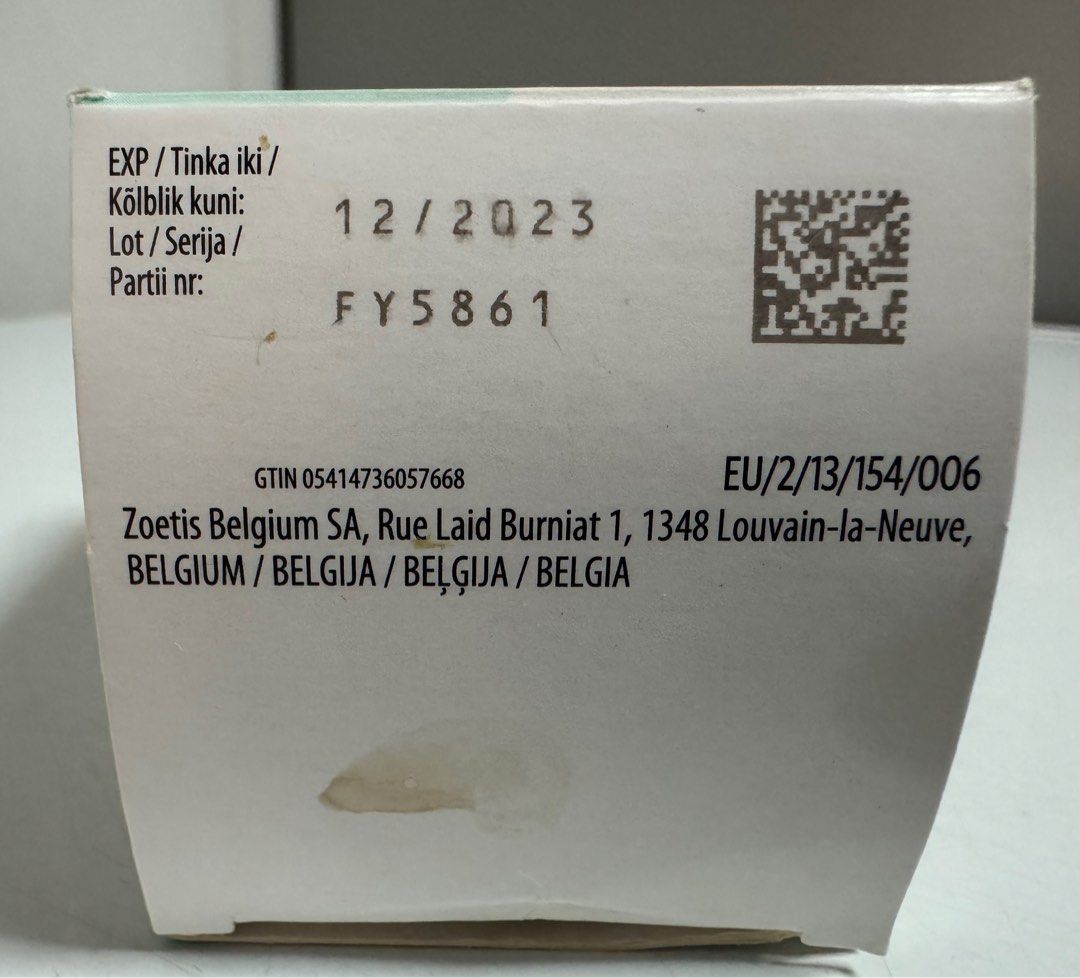 EXP / Tinka iki /
Kõlblik kuni:
12/2023
Lot / Serija /
Partii nr:
FY5861
GTIN 05414736057668
EU/2/13/154/006
Zoetis Belgium SA, Rue Laid Burniat 1, 1348 Louvain-la-Neuve,
BELGIUM / BELGIJA / BEĻĢIJA / BELGIA